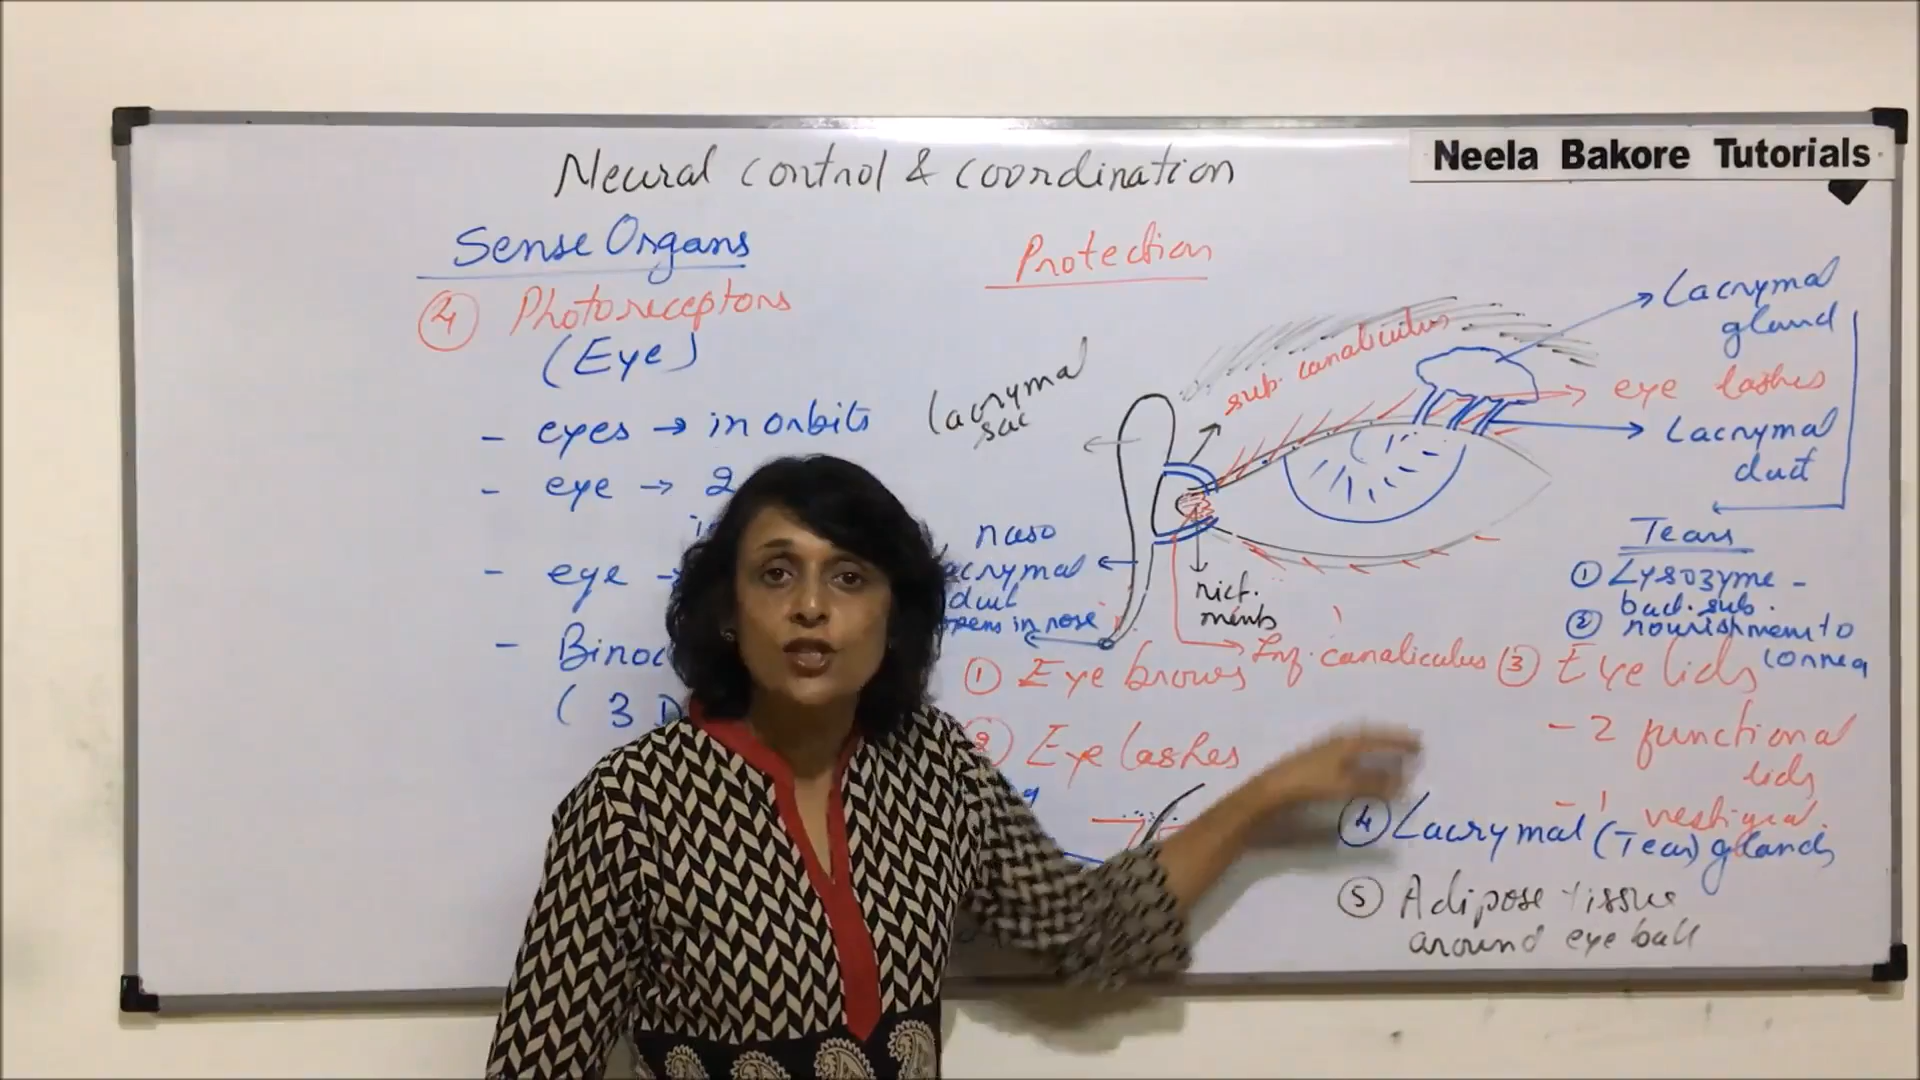 Neela Bakore Tutorials
Neural control & coordination
Sense Organs
4 Photoreceptors
(Eye)
- eyes → in orbits
- eye → 2
- eye →
- Binoc
( 3 D
Protection
Lacrymal
gland
sup. canaliculus
eye lashes
Lacrymal
duct
lacrymal
sac
naso
acrymal
duct
opens in nose
nict.
memb
Inf. canaliculus
Tears
① Lysozyme -
bact. sub.
② nourishment to
cornea
① Eye brows
② Eye lashes
③ Eye lids
- 2 functional
lids
- 1 vestigeal.
④ Lacrymal (Tear) glands
⑤ Adipose tissue
around eye ball